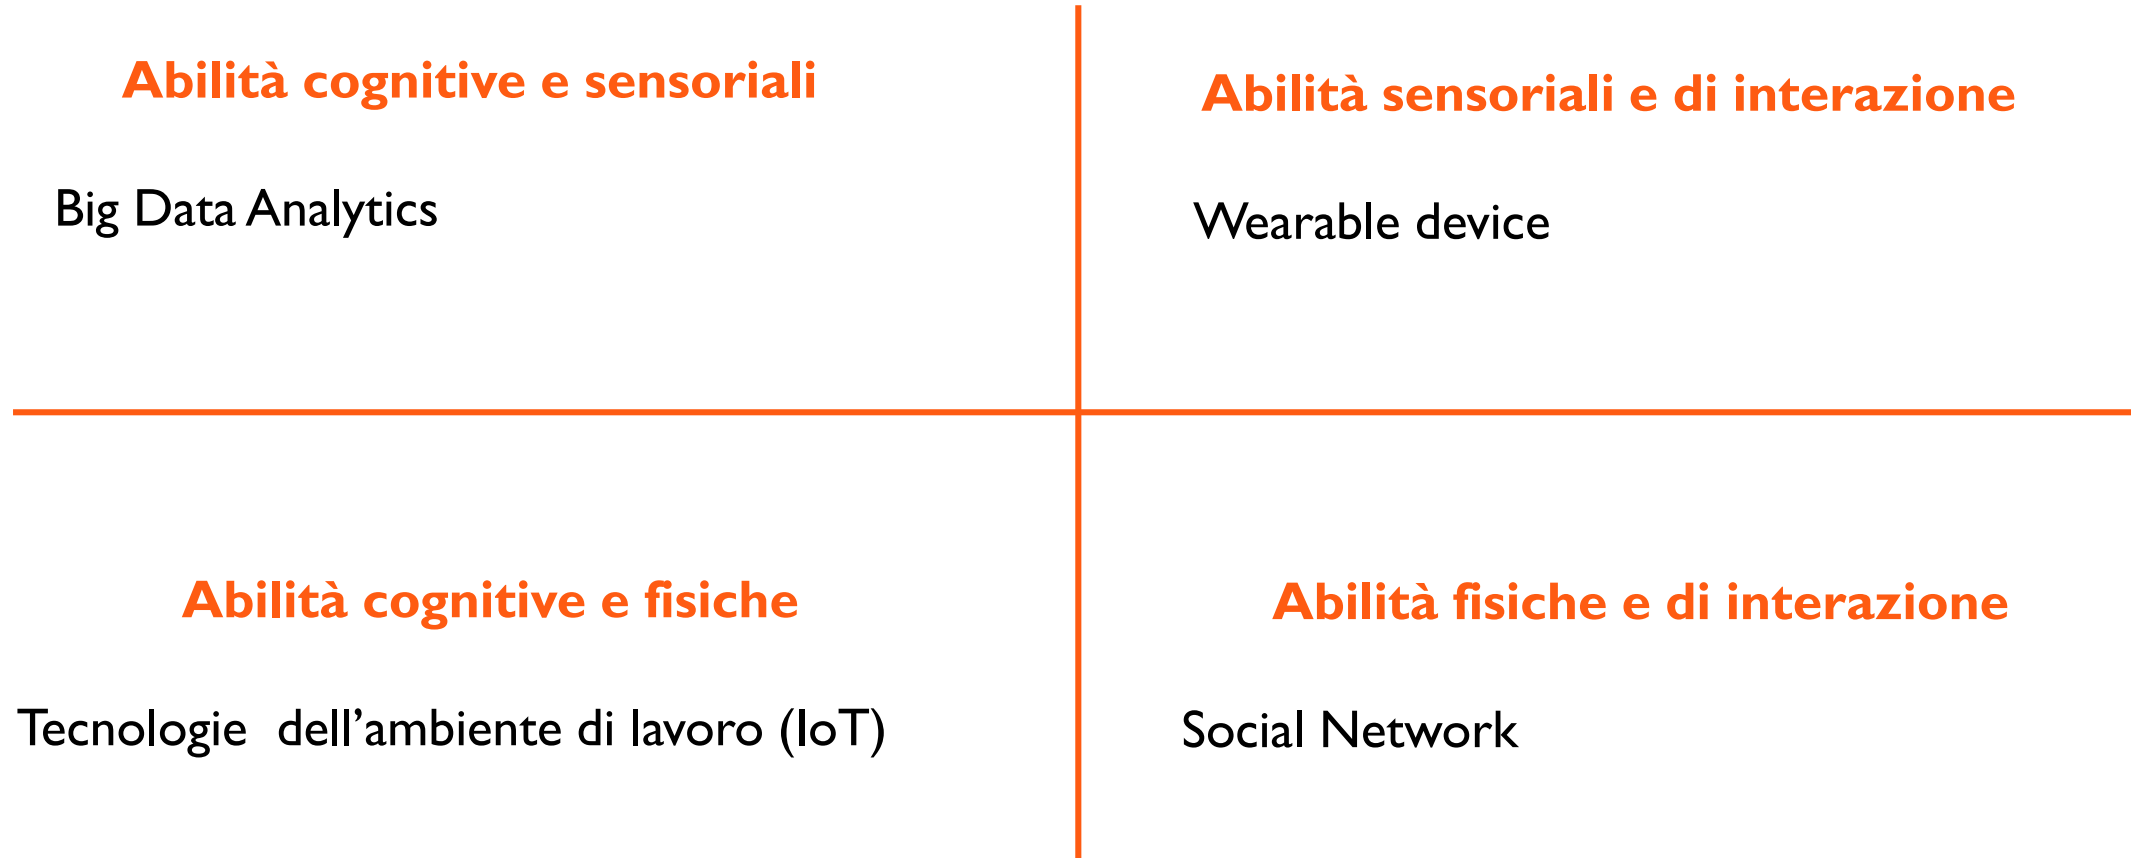 Abilità cognitive e sensoriali
Big Data Analytics
Abilità sensoriali e di interazione
Wearable device
Abilità cognitive e fisiche
Tecnologie  dell’ambiente di lavoro (IoT)
Abilità fisiche e di interazione
Social Network